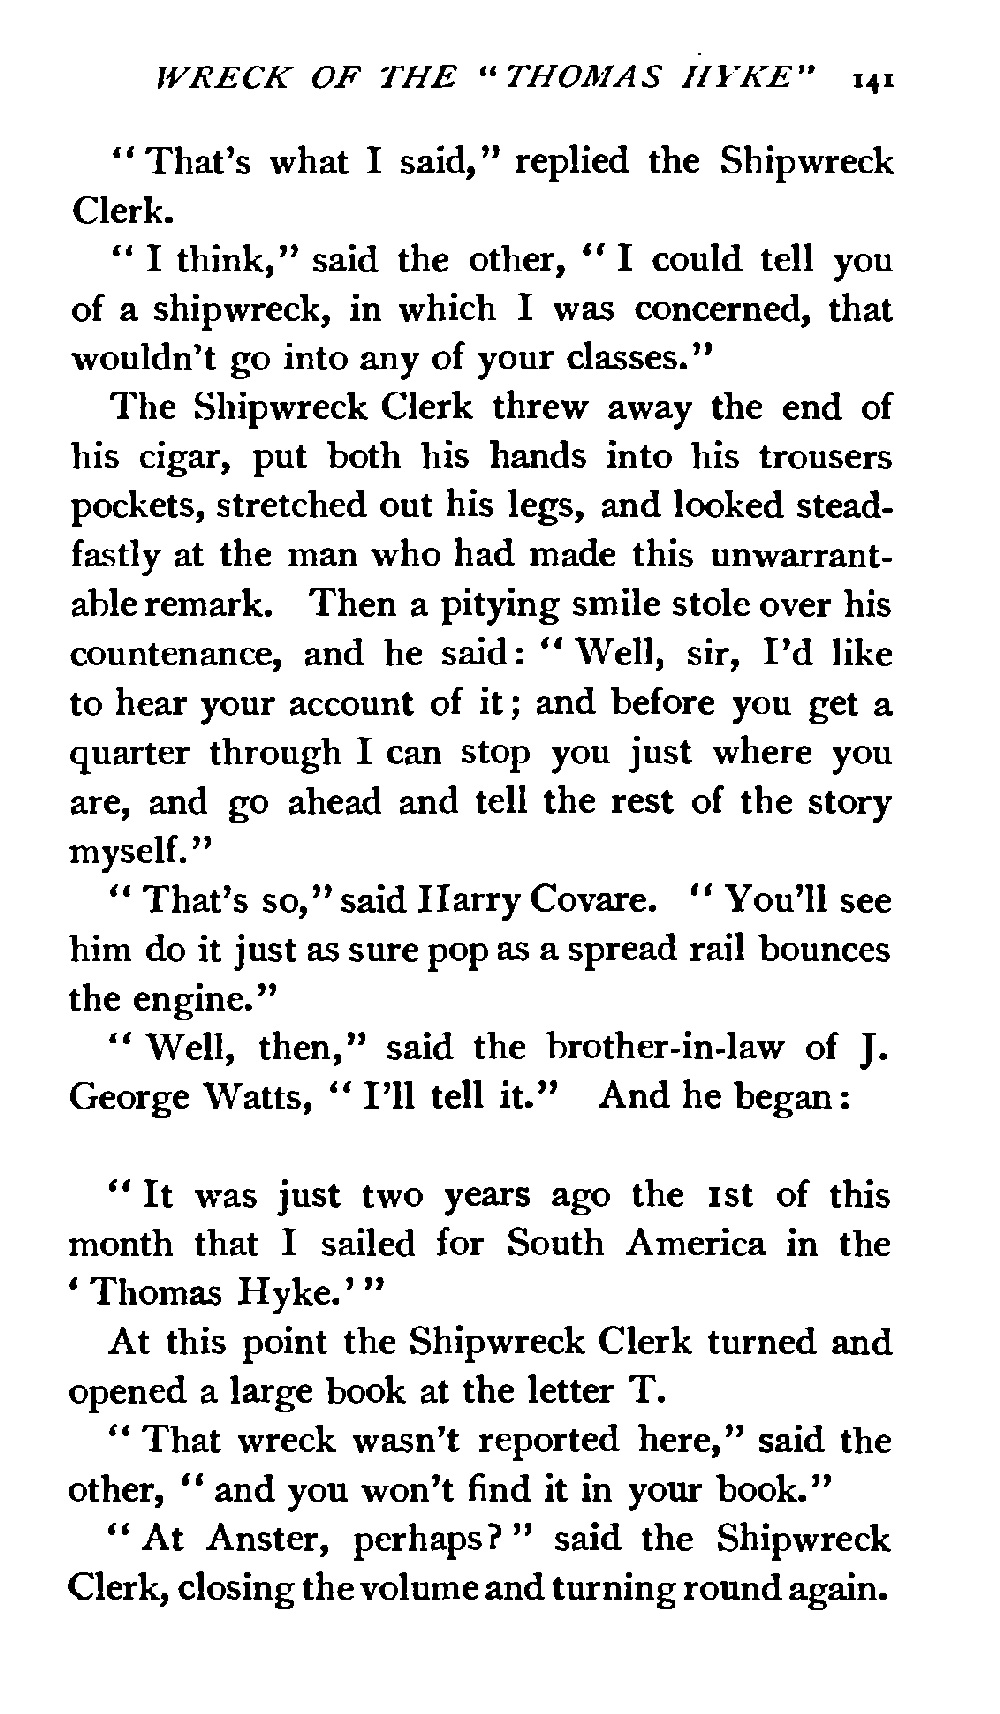 WRECK OF THE "THOMAS HYKE" 141
"That's what I said," replied the Shipwreck
Clerk.
"I think," said the other, "I could tell you
of a shipwreck, in which I was concerned, that
wouldn't go into any of your classes."
The Shipwreck Clerk threw away the end of
his cigar, put both his hands into his trousers
pockets, stretched out his legs, and looked stead-
fastly at the man who had made this unwarrant-
able remark. Then a pitying smile stole over his
countenance, and he said: "Well, sir, I'd like
to hear your account of it; and before you get a
quarter through I can stop you just where you
are, and go ahead and tell the rest of the story
myself."
"That's so," said Harry Covare. "You'll see
him do it just as sure pop as a spread rail bounces
the engine."
"Well, then," said the brother-in-law of J.
George Watts, "I'll tell it." And he began:
"It was just two years ago the 1st of this
month that I sailed for South America in the
'Thomas Hyke.'"
At this point the Shipwreck Clerk turned and
opened a large book at the letter T.
"That wreck wasn't reported here," said the
other, "and you won't find it in your book."
"At Anster, perhaps?" said the Shipwreck
Clerk, closing the volume and turning round again.